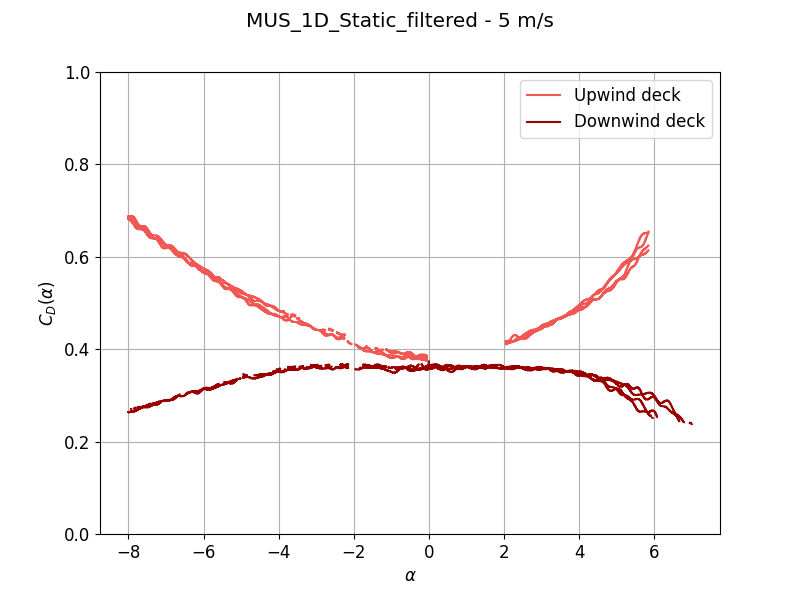 MUS_1D_Static_filtered - 5 m/s
Upwind deck
Downwind deck
1.0
0.8
0.6
0.4
0.2
0.0
C_D(α)
−8 −6 −4 −2 0 2 4 6
α